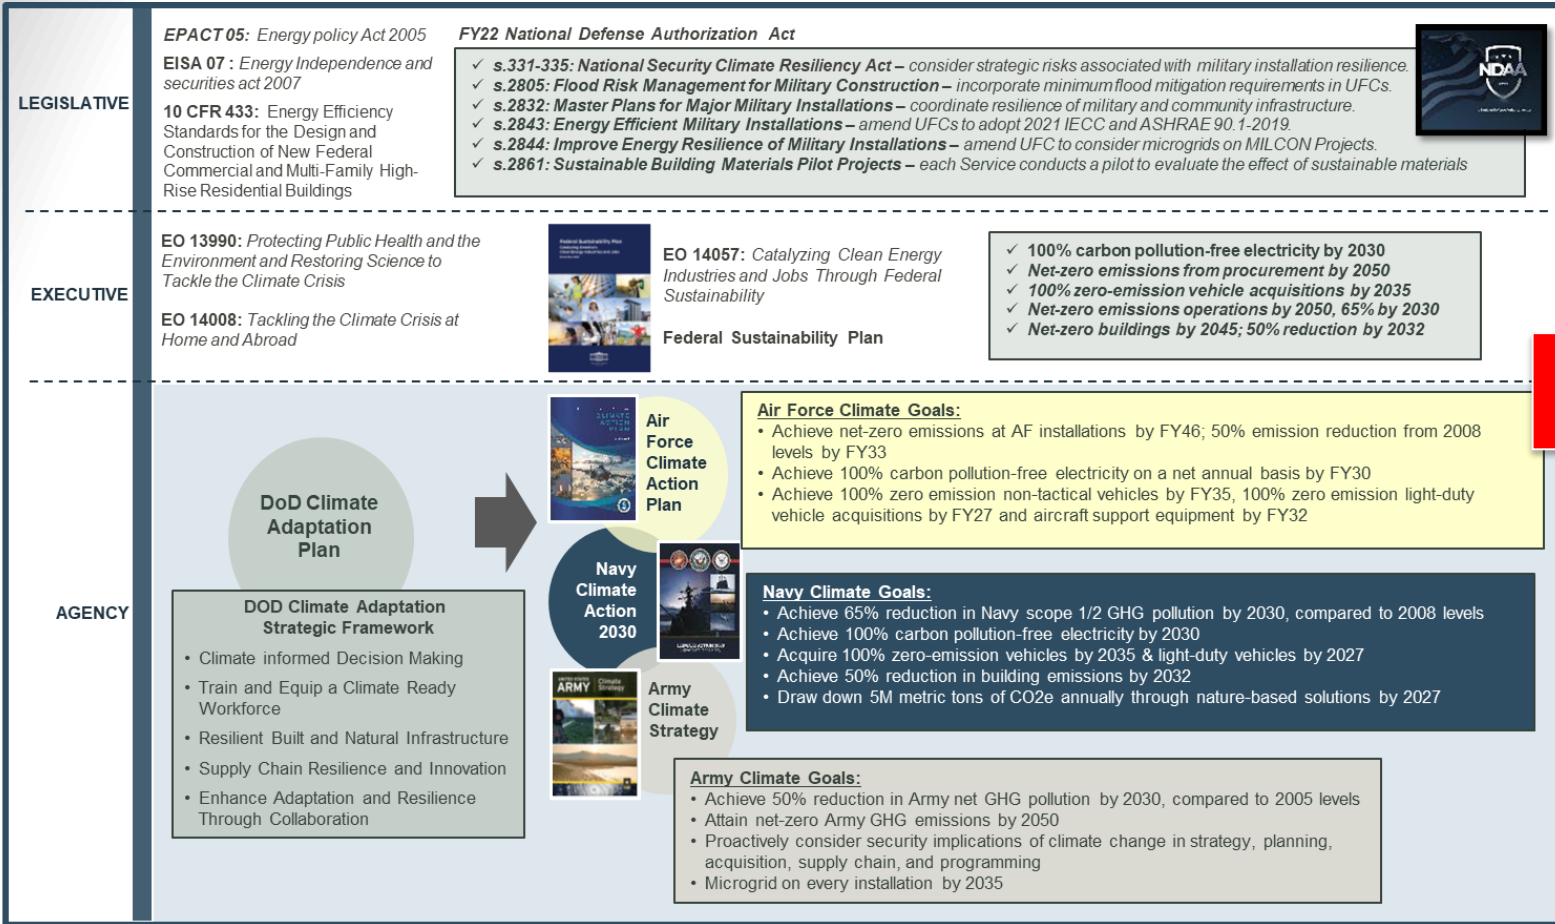 LEGISLATIVE
EPACT 05: Energy policy Act 2005
EISA 07 : Energy Independence and
securities act 2007
10 CFR 433: Energy Efficiency
Standards for the Design and
Construction of New Federal
Commercial and Multi-Family High-
Rise Residential Buildings
FY22 National Defense Authorization Act
✓ s.331-335: National Security Climate Resiliency Act – consider strategic risks associated with military installation resilience.
✓ s.2805: Flood Risk Management for Military Construction – incorporate minimum flood mitigation requirements in UFCs.
✓ s.2832: Master Plans for Major Military Installations – coordinate resilience of military and community infrastructure.
✓ s.2843: Energy Efficient Military Installations – amend UFCs to adopt 2021 IECC and ASHRAE 90.1-2019.
✓ s.2844: Improve Energy Resilience of Military Installations – amend UFC to consider microgrids on MILCON Projects.
✓ s.2861: Sustainable Building Materials Pilot Projects – each Service conducts a pilot to evaluate the effect of sustainable materials
NDAA
EXECUTIVE
EO 13990: Protecting Public Health and the
Environment and Restoring Science to
Tackle the Climate Crisis
EO 14008: Tackling the Climate Crisis at
Home and Abroad
Federal Sustainability Plan
EO 14057: Catalyzing Clean Energy
Industries and Jobs Through Federal
Sustainability
Federal Sustainability Plan
✓ 100% carbon pollution-free electricity by 2030
✓ Net-zero emissions from procurement by 2050
✓ 100% zero-emission vehicle acquisitions by 2035
✓ Net-zero emissions operations by 2050, 65% by 2030
✓ Net-zero buildings by 2045; 50% reduction by 2032
AGENCY
DoD Climate
Adaptation
Plan
DOD Climate Adaptation
Strategic Framework
• Climate informed Decision Making
• Train and Equip a Climate Ready
Workforce
• Resilient Built and Natural Infrastructure
• Supply Chain Resilience and Innovation
• Enhance Adaptation and Resilience
Through Collaboration
CLIMATE
ACTION
PLAN
Air
Force
Climate
Action
Plan
Air Force Climate Goals:
• Achieve net-zero emissions at AF installations by FY46; 50% emission reduction from 2008
levels by FY33
• Achieve 100% carbon pollution-free electricity on a net annual basis by FY30
• Achieve 100% zero emission non-tactical vehicles by FY35, 100% zero emission light-duty
vehicle acquisitions by FY27 and aircraft support equipment by FY32
Navy
Climate
Action
2030
Navy Climate Goals:
• Achieve 65% reduction in Navy scope 1/2 GHG pollution by 2030, compared to 2008 levels
• Achieve 100% carbon pollution-free electricity by 2030
• Acquire 100% zero-emission vehicles by 2035 & light-duty vehicles by 2027
• Achieve 50% reduction in building emissions by 2032
• Draw down 5M metric tons of CO2e annually through nature-based solutions by 2027
UNITED STATES
ARMY Climate
Strategy
Army
Climate
Strategy
Army Climate Goals:
• Achieve 50% reduction in Army net GHG pollution by 2030, compared to 2005 levels
• Attain net-zero Army GHG emissions by 2050
• Proactively consider security implications of climate change in strategy, planning,
acquisition, supply chain, and programming
• Microgrid on every installation by 2035